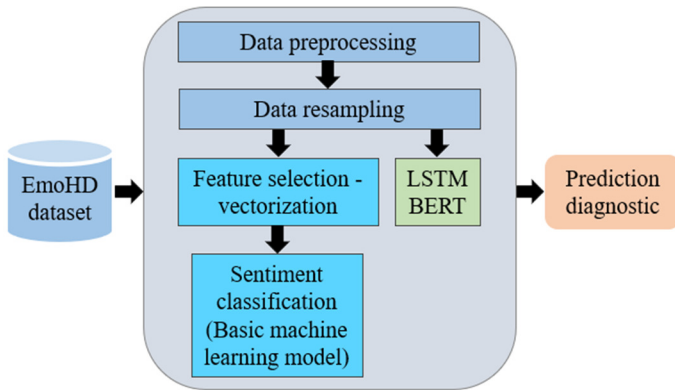 Data preprocessing
Data resampling
EmoHD
dataset
Feature selection -
vectorization
LSTM
BERT
Prediction
diagnostic
Sentiment
classification
(Basic machine
learning model)